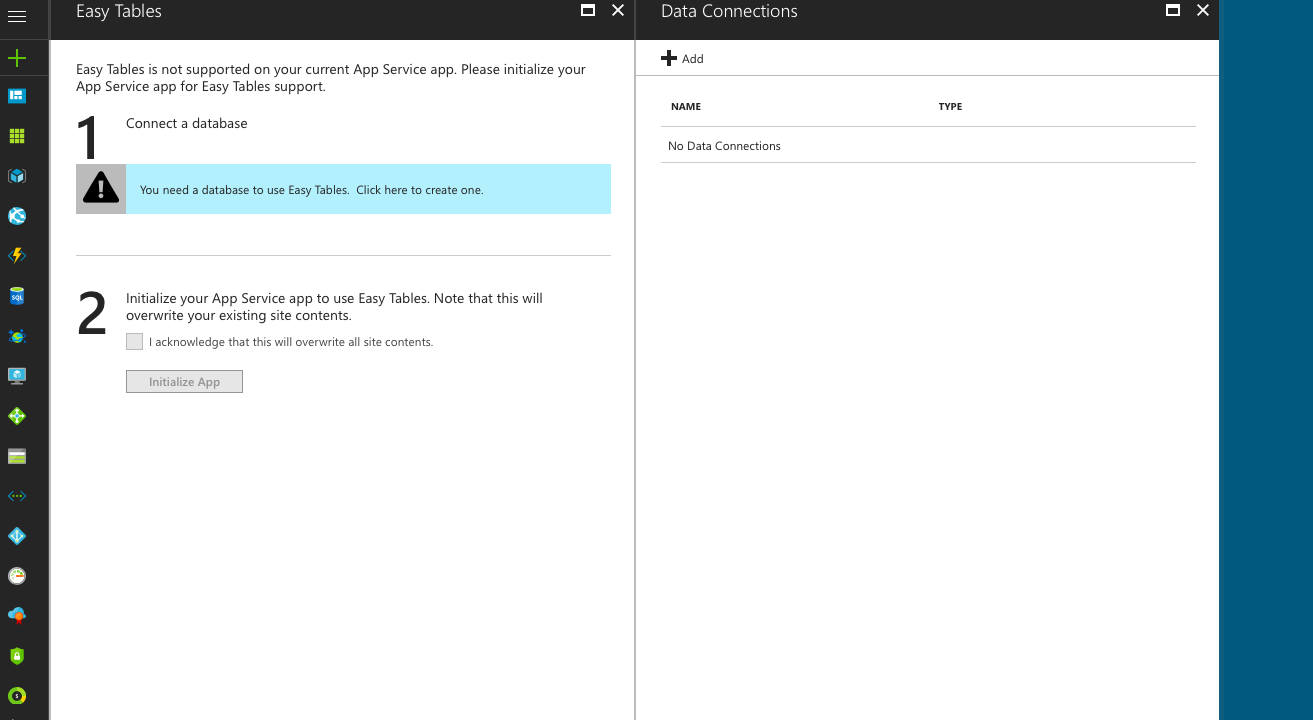 Easy Tables
Easy Tables is not supported on your current App Service app. Please initialize your
App Service app for Easy Tables support.
1
Connect a database
You need a database to use Easy Tables.  Click here to create one.
2
Initialize your App Service app to use Easy Tables. Note that this will
overwrite your existing site contents.
I acknowledge that this will overwrite all site contents.
Initialize App
Data Connections
Add
NAME TYPE
No Data Connections
SQL